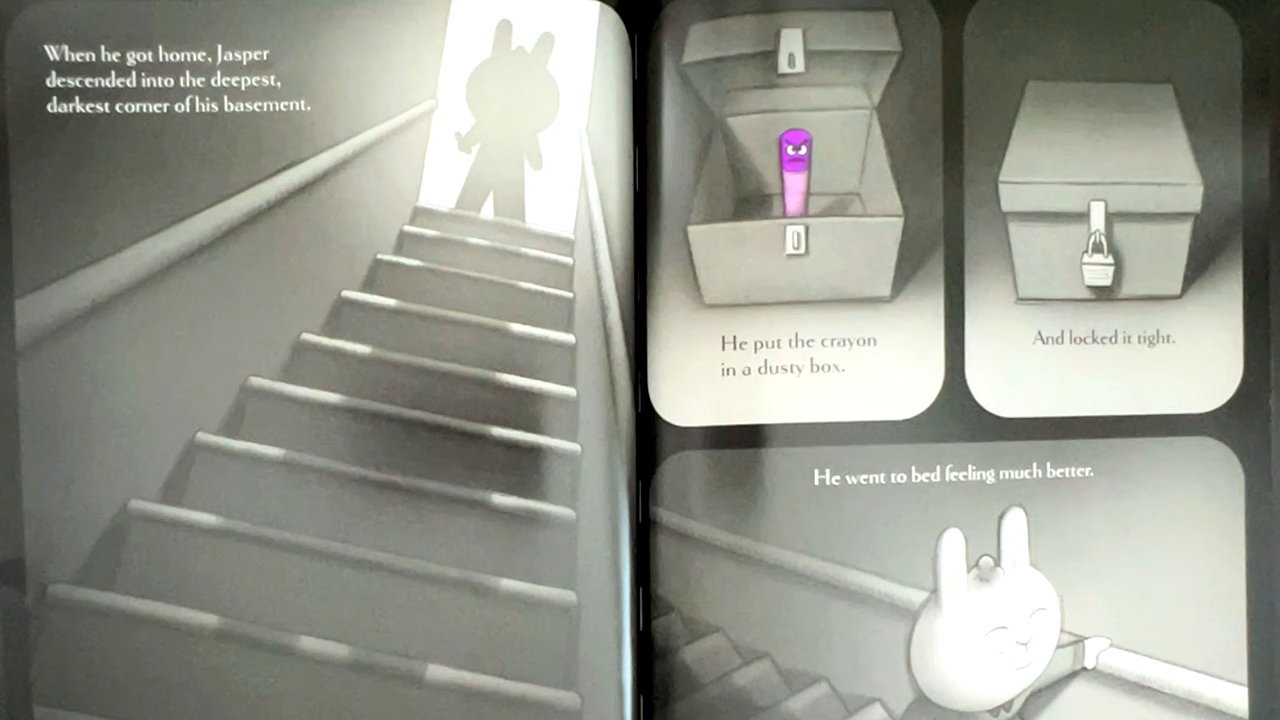 When he got home, Jasper
descended into the deepest,
darkest corner of his basement.
He put the crayon
in a dusty box.
And locked it tight.
He went to bed feeling much better.